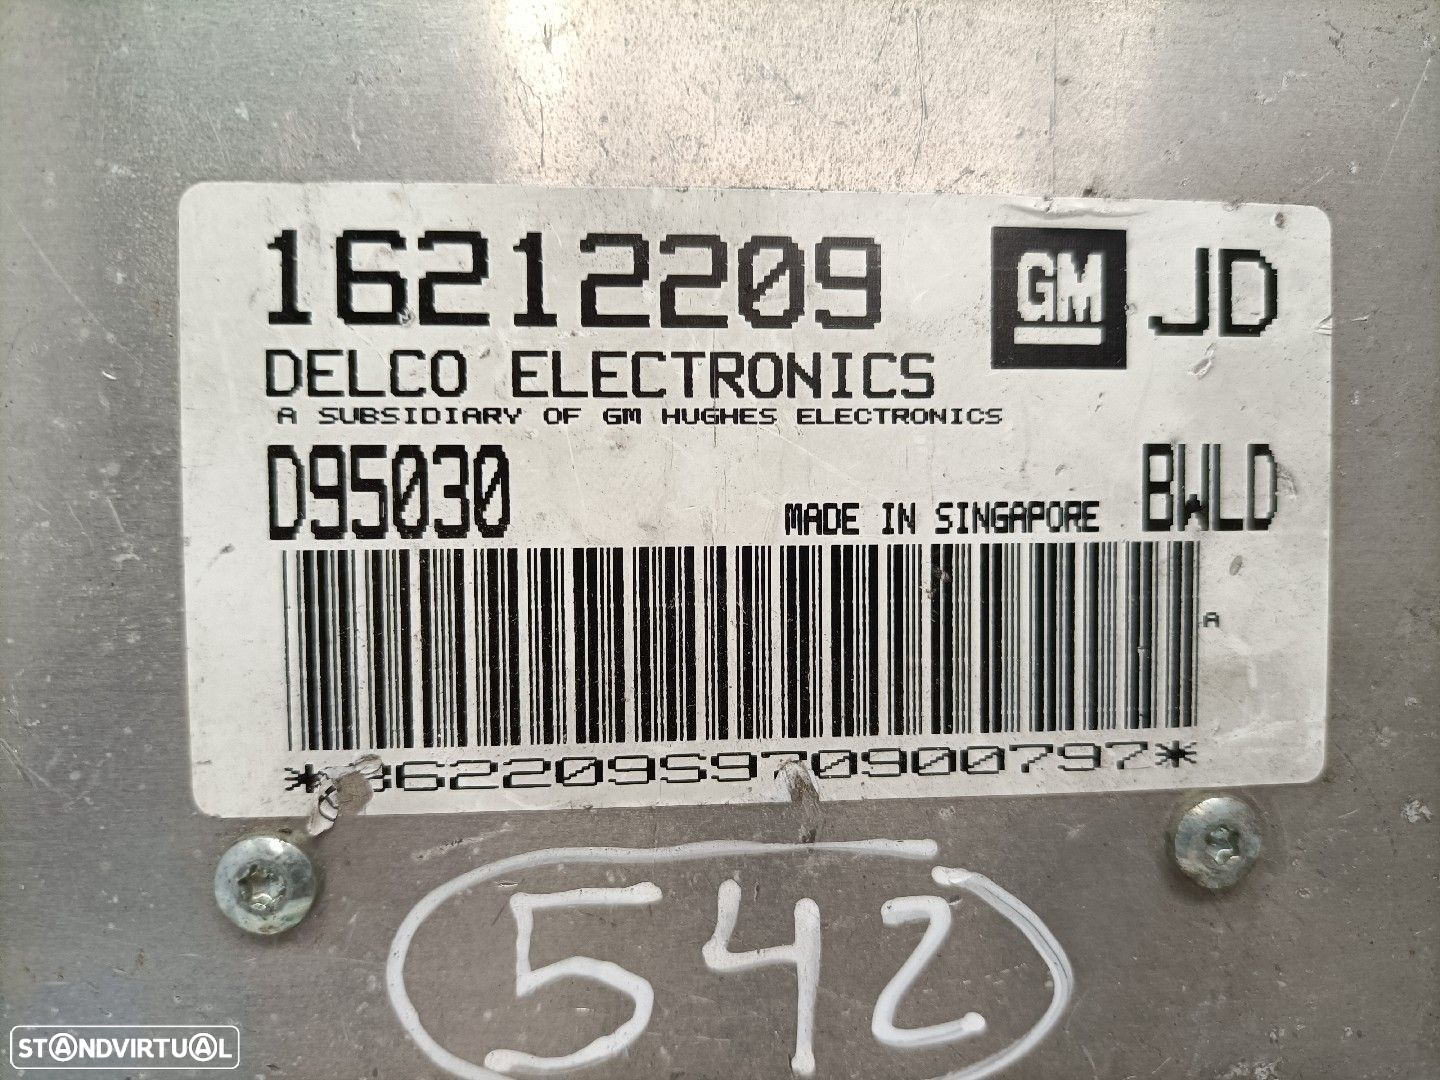 16212209 GM JD
DELCO ELECTRONICS
A SUBSIDIARY OF GM HUGHES ELECTRONICS
D95030 MADE IN SINGAPORE BWLD
A
542
STANDVIRTUAL